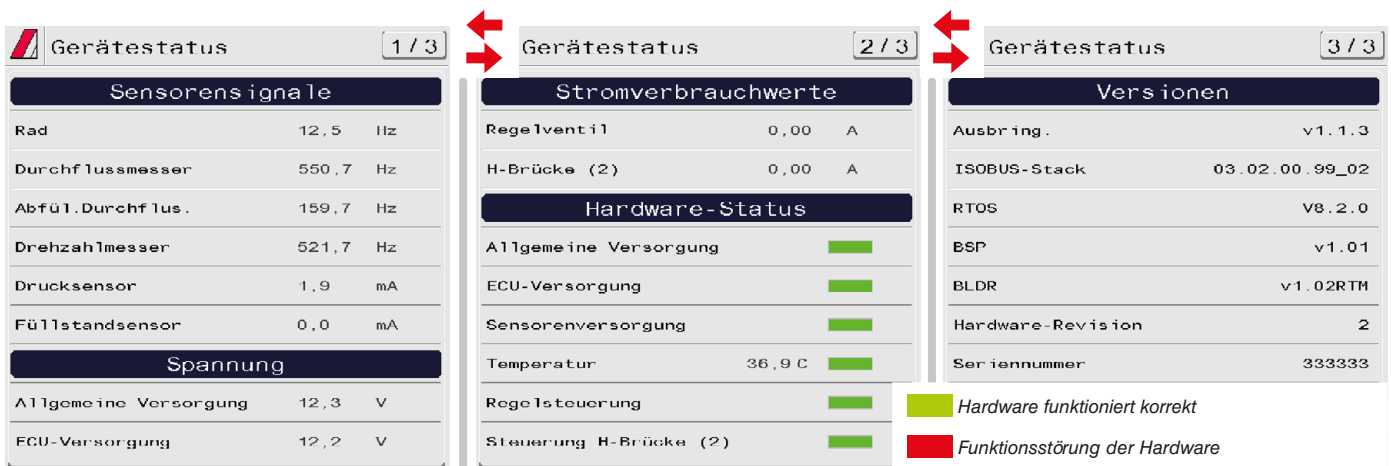 Gerätestatus 1/3
Sensorensignale
Rad 12,5 Hz
Durchflussmesser 550,7 Hz
Abfül.Durchflus. 159,7 Hz
Drehzahlmesser 521,7 Hz
Drucksensor 1,9 mA
Füllstandsensor 0,0 mA
Spannung
Allgemeine Versorgung 12,3 V
ECU-Versorgung 12,2 V
Gerätestatus 2/3
Stromverbrauchwerte
Regelventil 0,00 A
H-Brücke (2) 0,00 A
Hardware-Status
Allgemeine Versorgung
ECU-Versorgung
Sensorenversorgung
Temperatur 36,9 C
Regelsteuerung
Steuerung H-Brücke (2)
Gerätestatus 3/3
Versionen
Ausbring. v1.1.3
ISOBUS-Stack 03.02.00.99_02
RTOS V8.2.0
BSP v1.01
BLDR v1.02RTM
Hardware-Revision 2
Seriennummer 333333
Hardware funktioniert korrekt
Funktionsstörung der Hardware